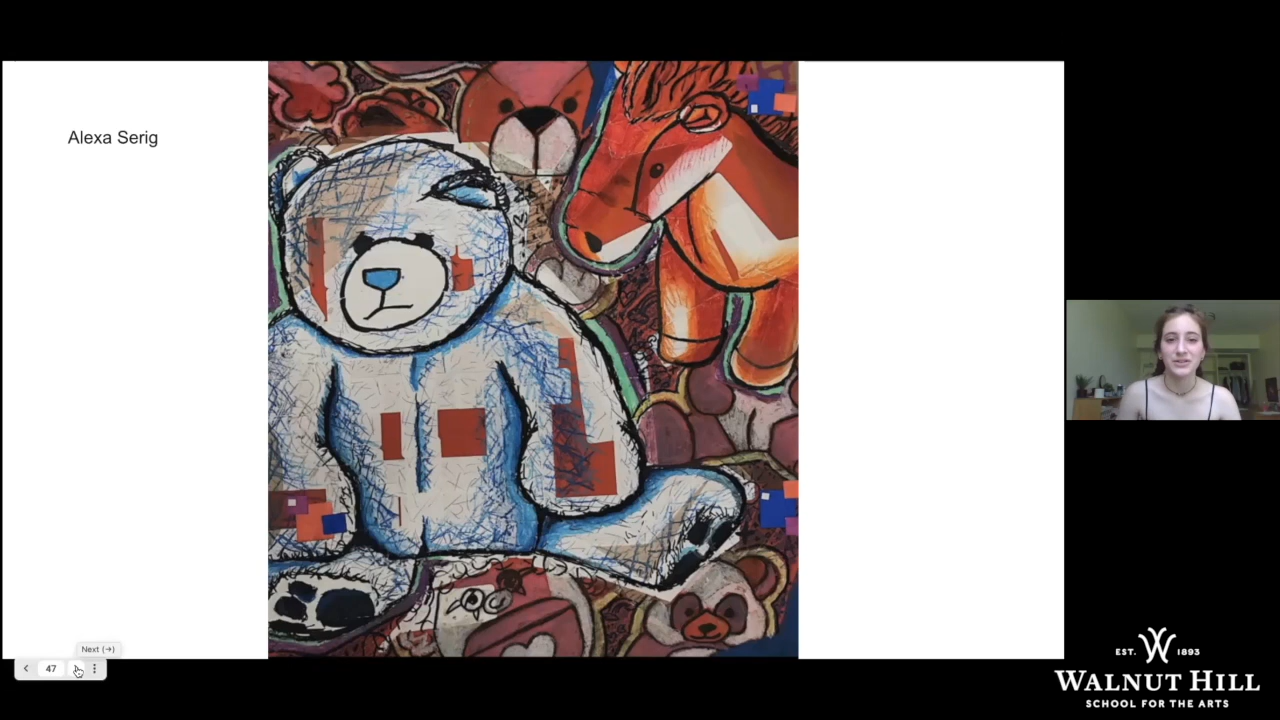 Alexa Serig
Next (→)
47
EST. 1893
WALNUT HILL
SCHOOL FOR THE ARTS